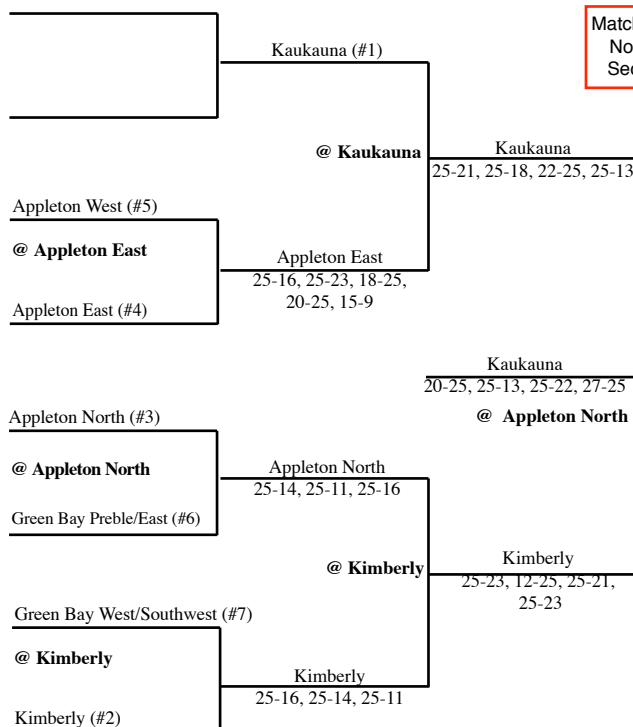 Kaukauna (#1)
@ Kaukauna
Kaukauna
25-21, 25-18, 22-25, 25-13
Appleton West (#5)
@ Appleton East
Appleton East
25-16, 25-23, 18-25,
20-25, 15-9
Appleton East (#4)
Kaukauna
20-25, 25-13, 25-22, 27-25
@ Appleton North
Appleton North (#3)
@ Appleton North
Appleton North
25-14, 25-11, 25-16
Green Bay Preble/East (#6)
@ Kimberly
Kimberly
25-23, 12-25, 25-21,
25-23
Green Bay West/Southwest (#7)
@ Kimberly
Kimberly
25-16, 25-14, 25-11
Kimberly (#2)